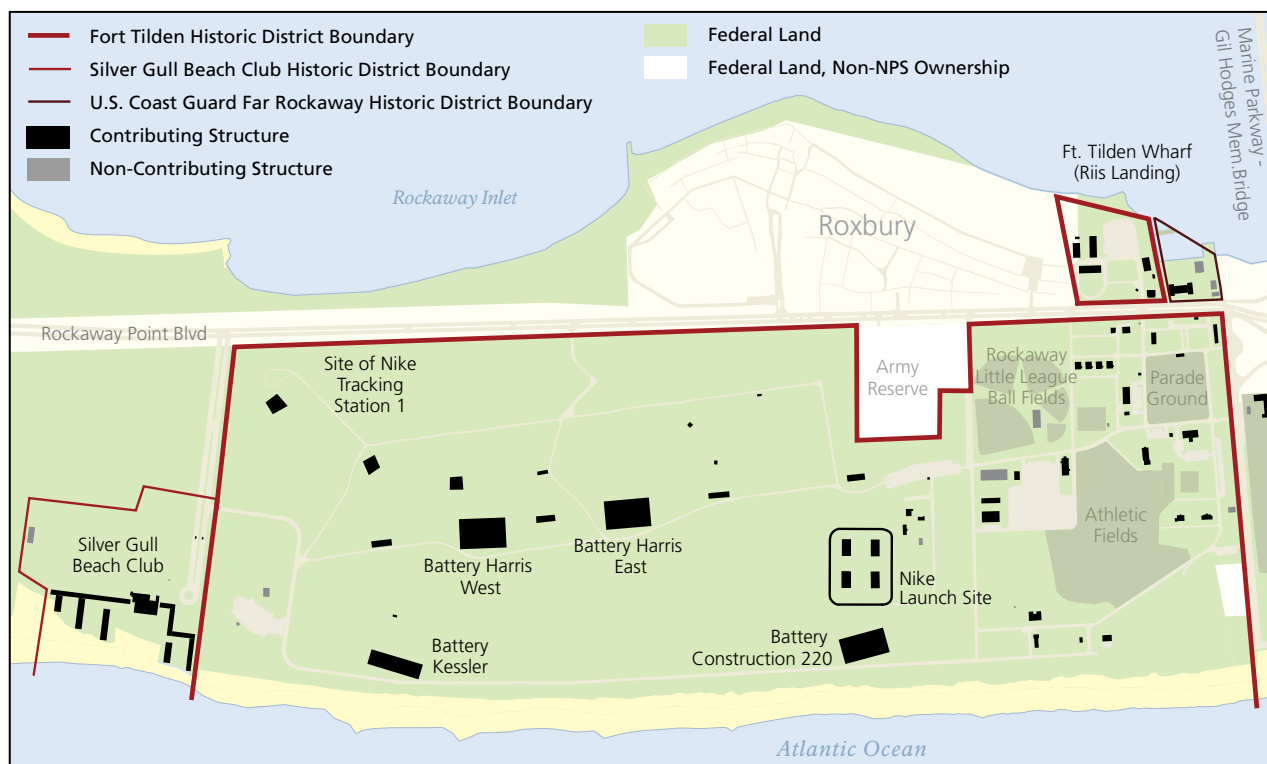 Fort Tilden Historic District Boundary
Silver Gull Beach Club Historic District Boundary
U.S. Coast Guard Far Rockaway Historic District Boundary
Contributing Structure
Non-Contributing Structure
Federal Land
Federal Land, Non-NPS Ownership
Marine Parkway -
Gil Hodges Mem.Bridge
Ft. Tilden Wharf
(Riis Landing)
Rockaway Inlet
Roxbury
Rockaway Point Blvd
Site of Nike
Tracking
Station 1
Army
Reserve
Rockaway
Little League
Ball Fields
Parade
Ground
Athletic
Fields
Silver Gull
Beach Club
Battery Harris
West
Battery Harris
East
Nike
Launch Site
Battery
Kessler
Battery
Construction 220
Atlantic Ocean